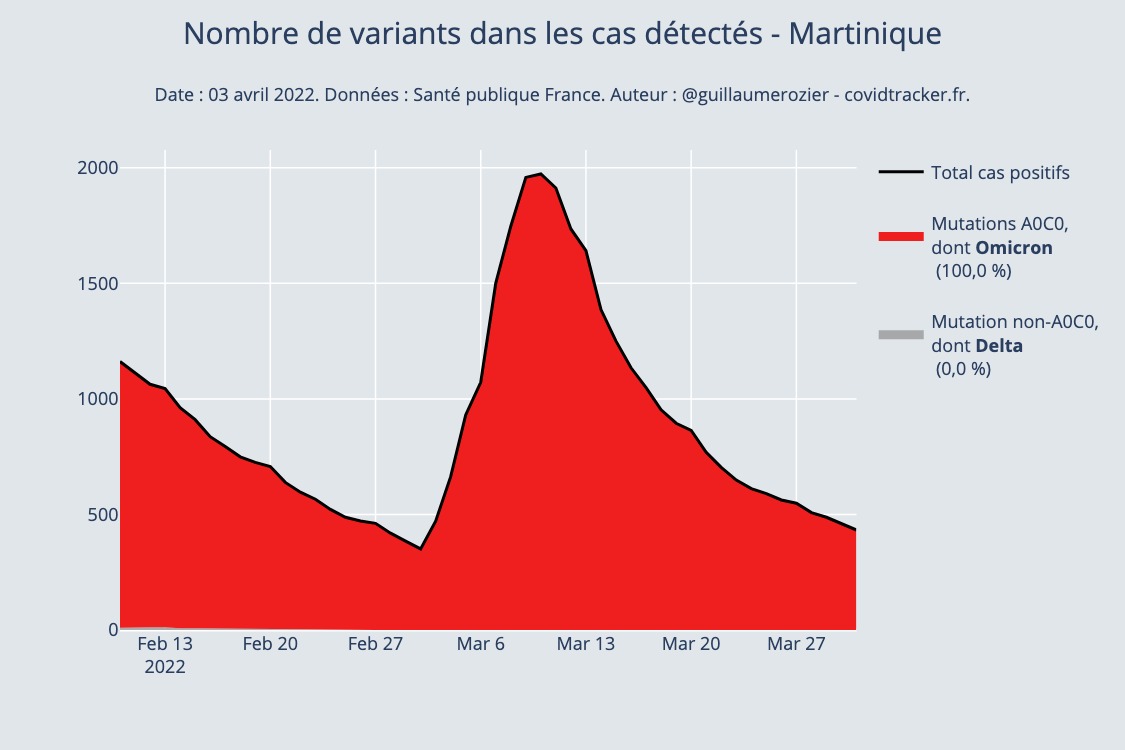 Nombre de variants dans les cas détectés - Martinique
Date : 03 avril 2022. Données : Santé publique France. Auteur : @guillaumerozier - covidtracker.fr.
2000
1500
1000
500
0
Feb 13
2022
Feb 20
Feb 27
Mar 6
Mar 13
Mar 20
Mar 27
Total cas positifs
Mutations A0C0,
dont Omicron
(100,0 %)
Mutation non-A0C0,
dont Delta
(0,0 %)